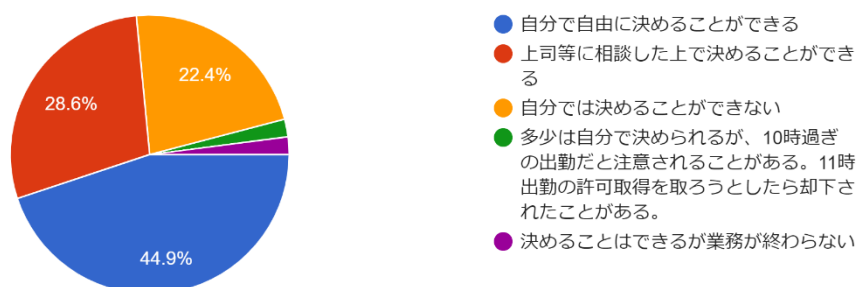 自分で自由に決めることができる
上司等に相談した上で決めることができ
る
22.4%
28.6%
自分では決めることができない
多少は自分で決められるが、10時過ぎ
の出勤だと注意されることがある。11時
出勤の許可取得を取ろうとしたら却下さ
れたことがある。
決めることはできるが業務が終わらない
44.9%